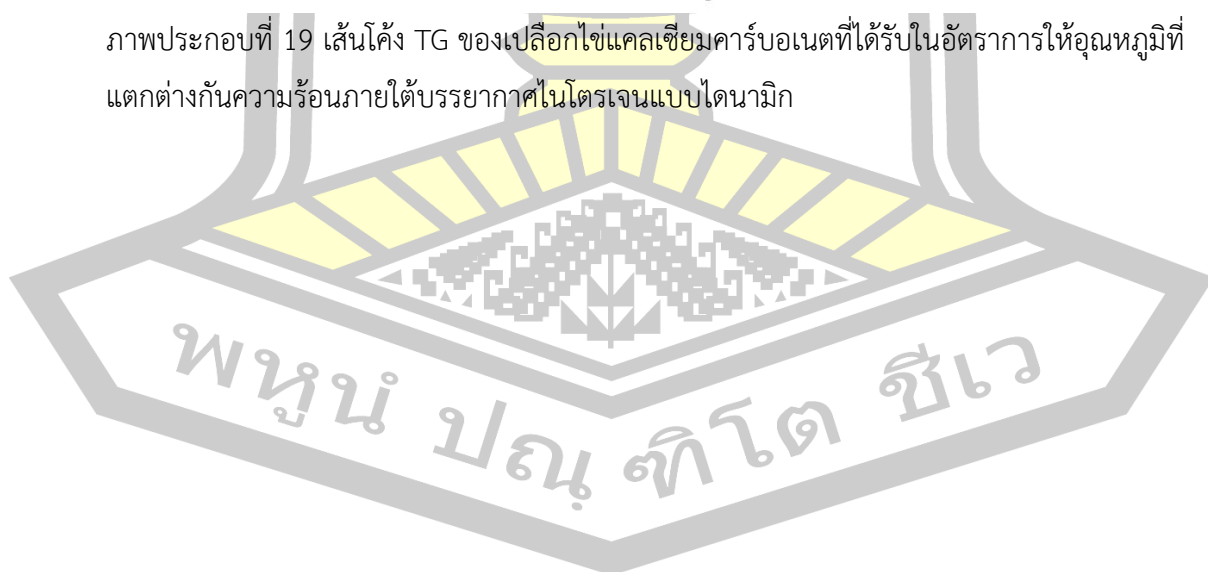 ภาพประกอบที่ 19 เส้นโค้ง TG ของเปลือกไข่แคลเซียมคาร์บอเนตที่ได้รับในอัตราการให้อุณหภูมิที่
แตกต่างกันความร้อนภายใต้บรรยากาศไนโตรเจนแบบไดนามิก
พหูนํ ปณฺฑิโต ชีเว